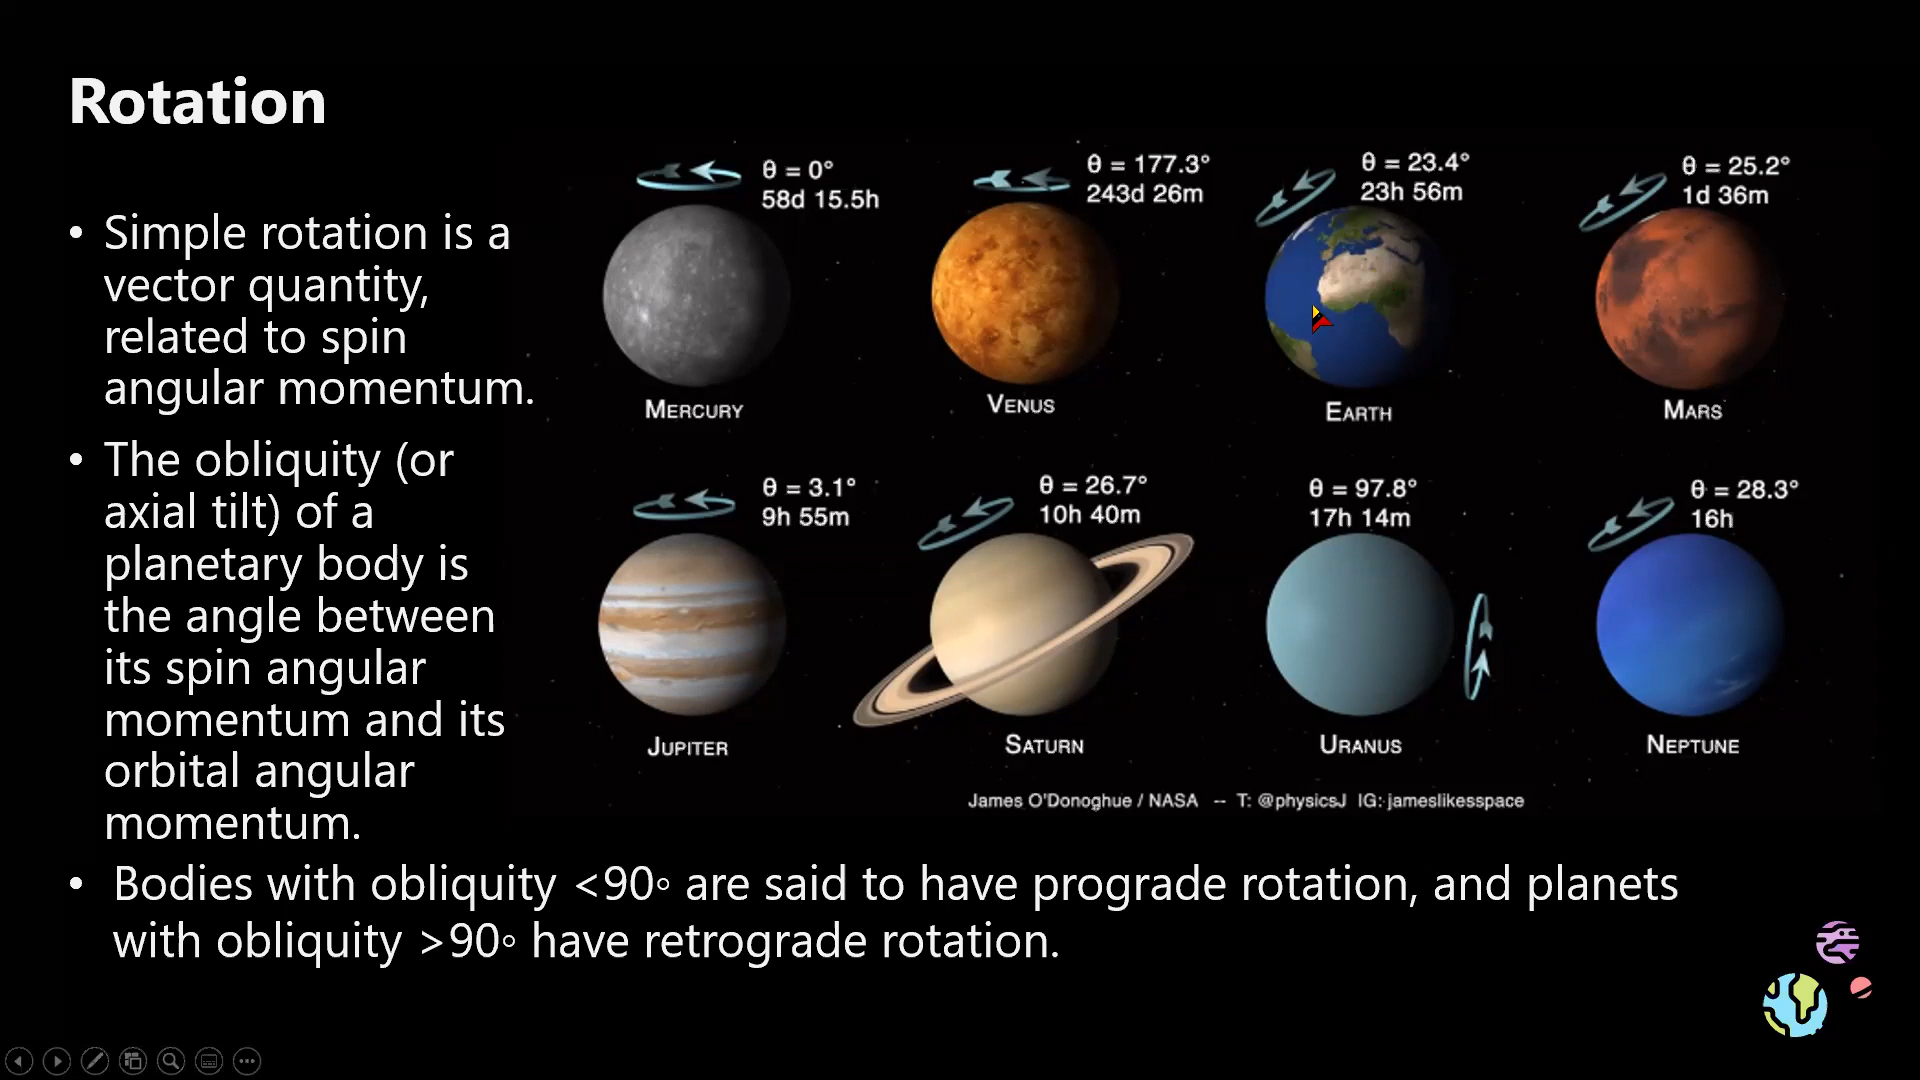 Rotation
• Simple rotation is a
vector quantity,
related to spin
angular momentum.
• The obliquity (or
axial tilt) of a
planetary body is
the angle between
its spin angular
momentum and its
orbital angular
momentum.
• Bodies with obliquity <90◦ are said to have prograde rotation, and planets
with obliquity >90◦ have retrograde rotation.
θ = 0°
58d 15.5h
MERCURY
θ = 177.3°
243d 26m
VENUS
θ = 23.4°
23h 56m
EARTH
θ = 25.2°
1d 36m
MARS
θ = 3.1°
9h 55m
JUPITER
θ = 26.7°
10h 40m
SATURN
θ = 97.8°
17h 14m
URANUS
θ = 28.3°
16h
NEPTUNE
James O'Donoghue / NASA -- T: @physicsJ IG: jameslikesspace